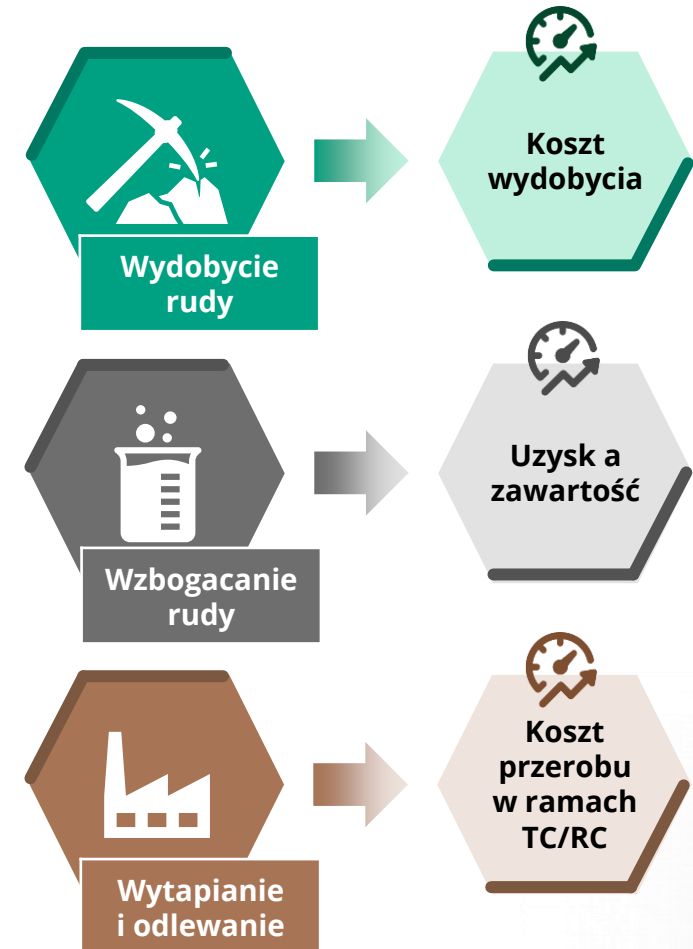 Koszt
wydobycia
Wydobycie
rudy
Uzysk a
zawartość
Wzbogacanie
rudy
Koszt
przerobu
w ramach
TC/RC
Wytapianie
i odlewanie